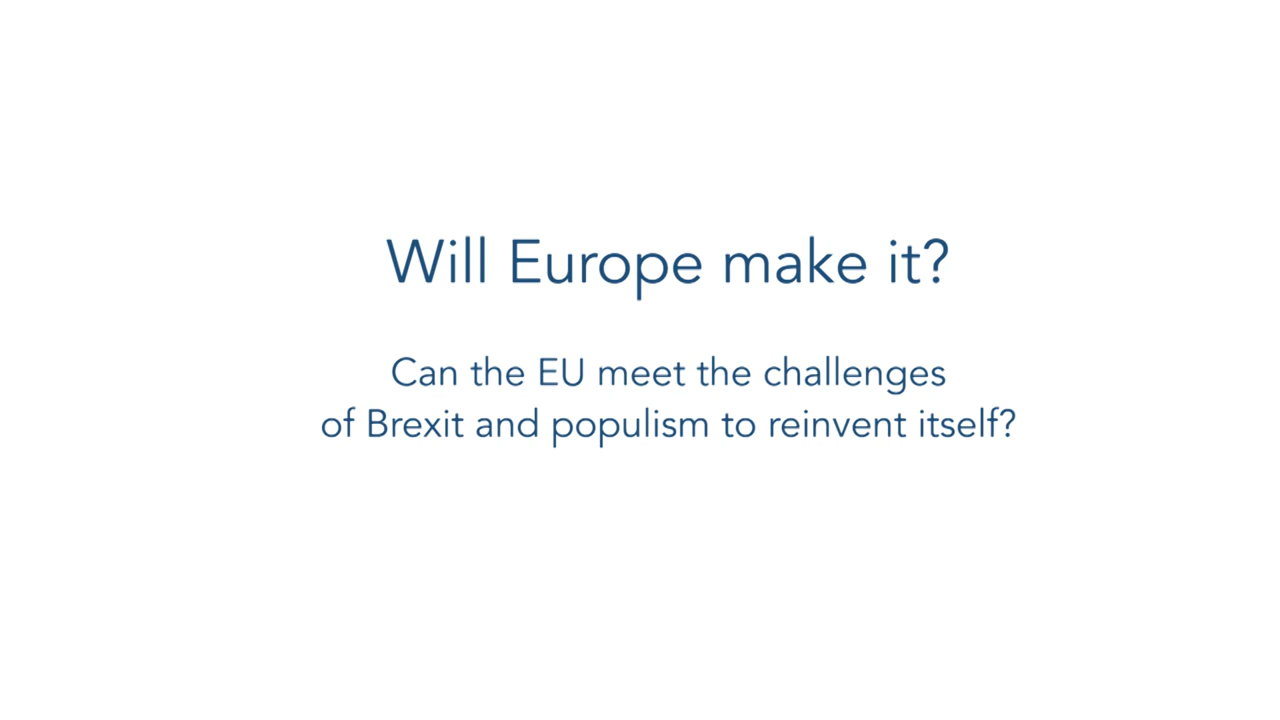 Will Europe make it?
Can the EU meet the challenges
of Brexit and populism to reinvent itself?